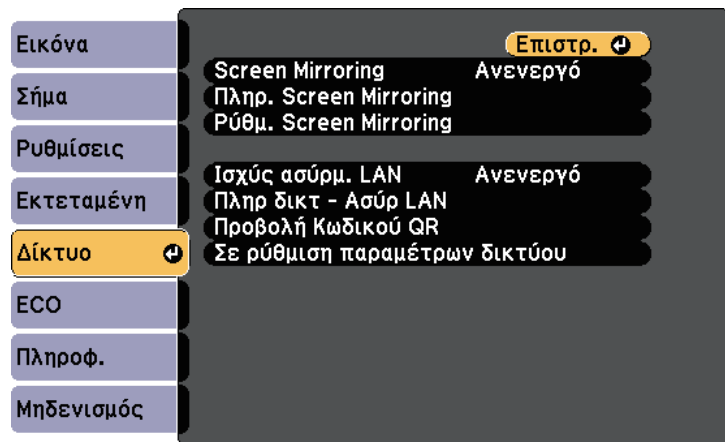 Εικόνα
Σήμα
Ρυθμίσεις
Εκτεταμένη
Δίκτυο
ECO
Πληροφ.
Μηδενισμός
Επιστρ.
Screen Mirroring Ανενεργό
Πληρ. Screen Mirroring
Ρύθμ. Screen Mirroring
Ισχύς ασύρμ. LAN Ανενεργό
Πληρ δικτ - Ασύρ LAN
Προβολή Κωδικού QR
Σε ρύθμιση παραμέτρων δικτύου